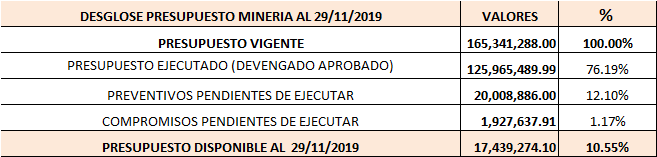 DESGLOSE PRESUPUESTO MINERIA AL 29/11/2019 VALORES %
PRESUPUESTO VIGENTE 165,341,288.00 100.00%
PRESUPUESTO EJECUTADO (DEVENGADO APROBADO) 125,965,489.99 76.19%
PREVENTIVOS PENDIENTES DE EJECUTAR 20,008,886.00 12.10%
COMPROMISOS PENDIENTES DE EJECUTAR 1,927,637.91 1.17%
PRESUPUESTO DISPONIBLE AL 29/11/2019 17,439,274.10 10.55%